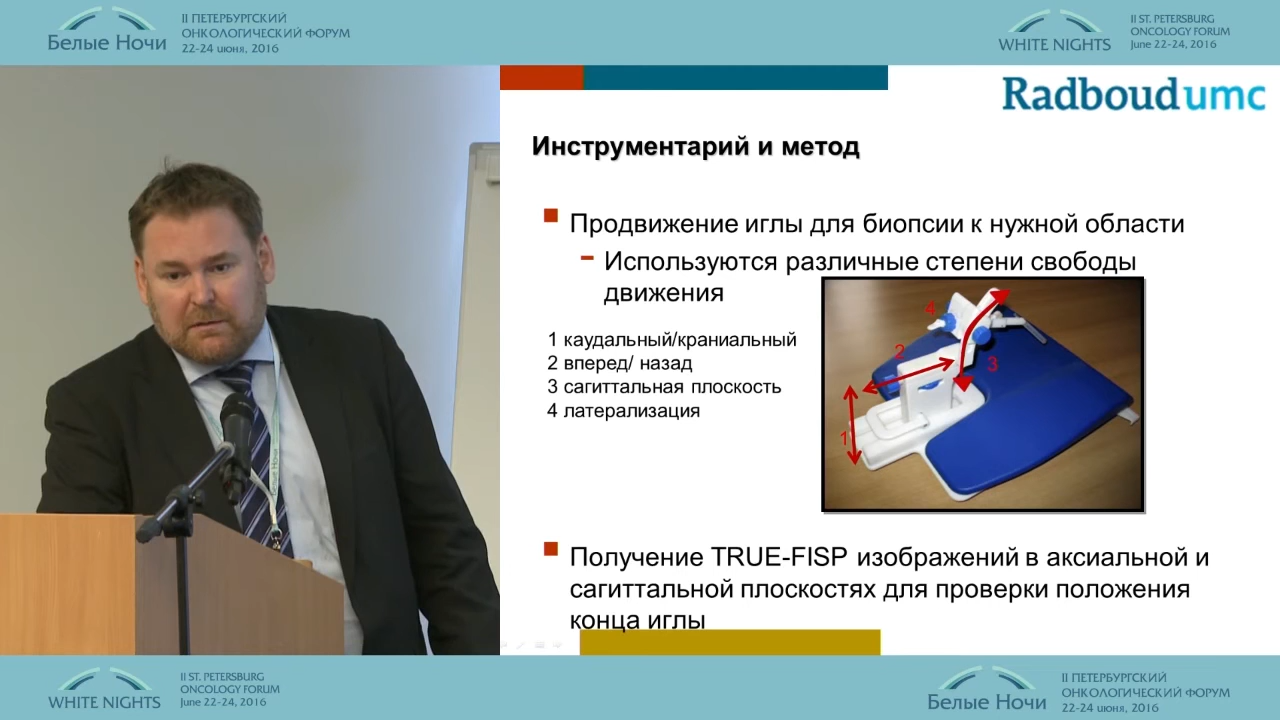 Белые Ночи
II ПЕТЕРБУРГСКИЙ
ОНКОЛОГИЧЕСКИЙ ФОРУМ
22-24 июня, 2016
WHITE NIGHTS
II ST. PETERSBURG
ONCOLOGY FORUM
June 22-24, 2016
Radboudumc
Инструментарий и метод
Продвижение иглы для биопсии к нужной области
- Используются различные степени свободы
движения
1 каудальный/краниальный
2 вперед/ назад
3 сагиттальная плоскость
4 латерализация
4
2
3
1
Получение TRUE-FISP изображений в аксиальной и
сагиттальной плоскостях для проверки положения
конца иглы
Белые Ночи
WHITE NIGHTS
II ST. PETERSBURG
ONCOLOGY FORUM
June 22-24, 2016
Белые Ночи
II ПЕТЕРБУРГСКИЙ
ОНКОЛОГИЧЕСКИЙ ФОРУМ
22-24 июня, 2016